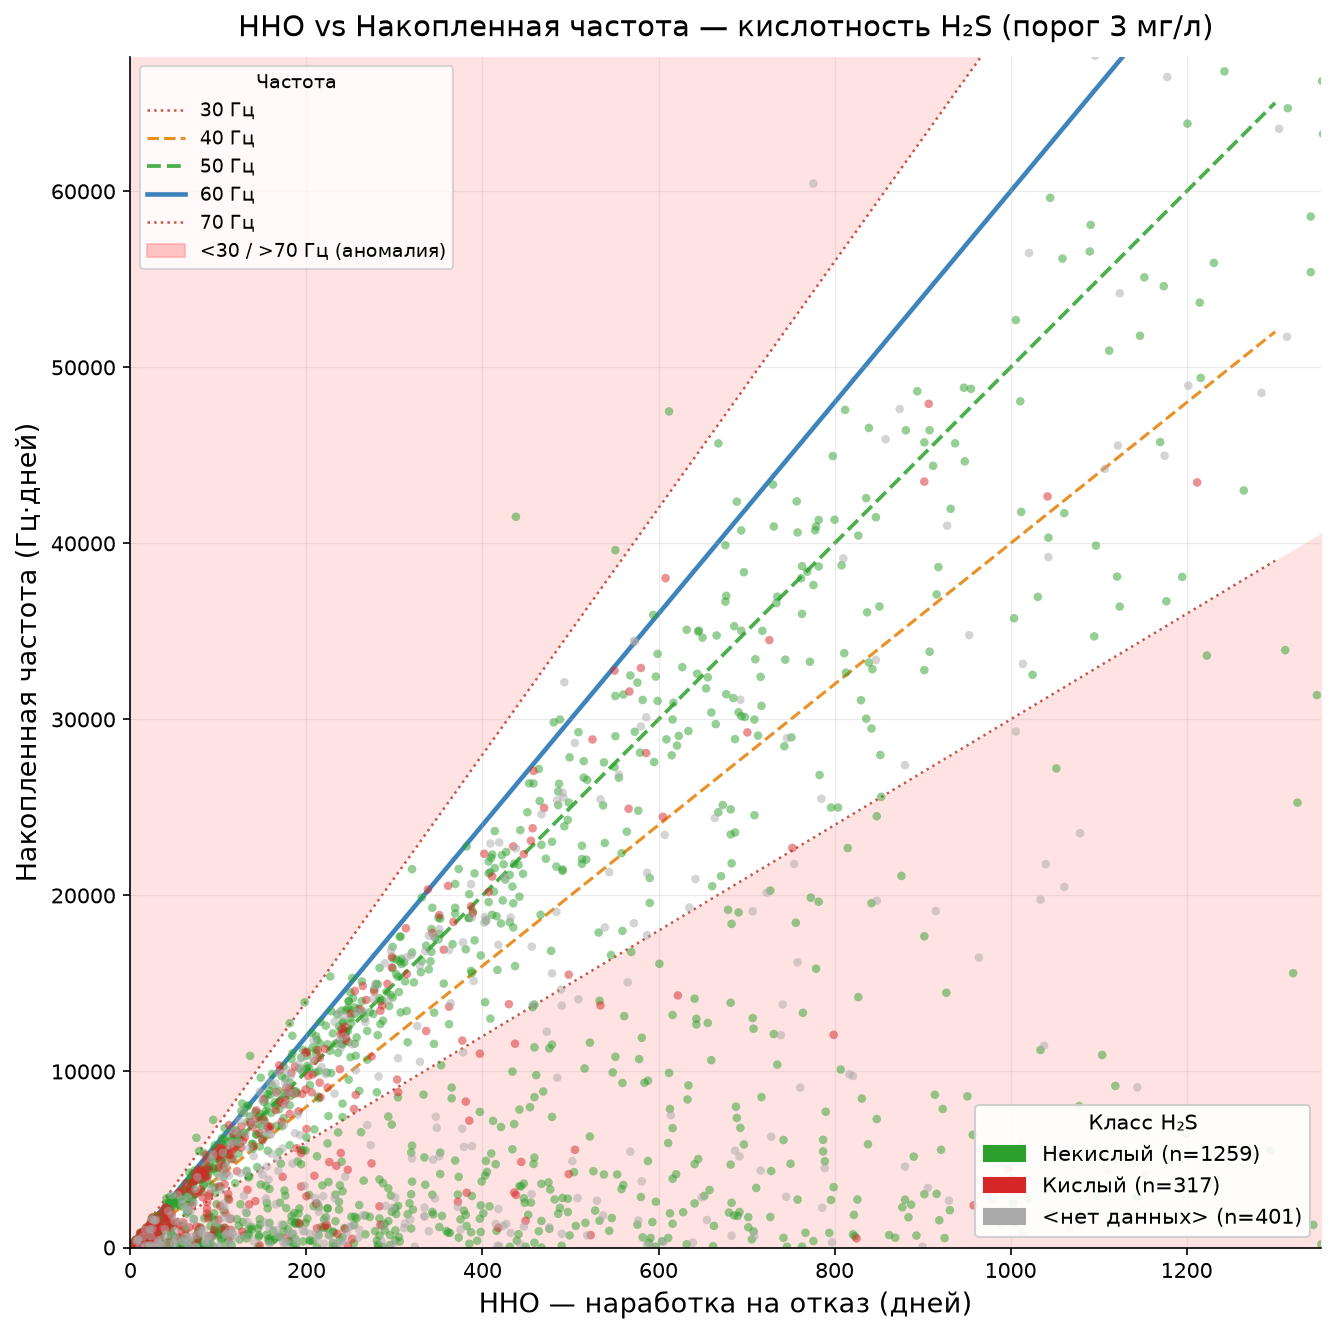 ННО vs Накопленная частота — кислотность H₂S (порог 3 мг/л)
Частота
30 Гц
40 Гц
50 Гц
60 Гц
70 Гц
<30 / >70 Гц (аномалия)
Накопленная частота (Гц·дней)
60000
50000
40000
30000
20000
10000
0
Класс H₂S
Некислый (n=1259)
Кислый (n=317)
<нет данных> (n=401)
0 200 400 600 800 1000 1200
ННО — наработка на отказ (дней)